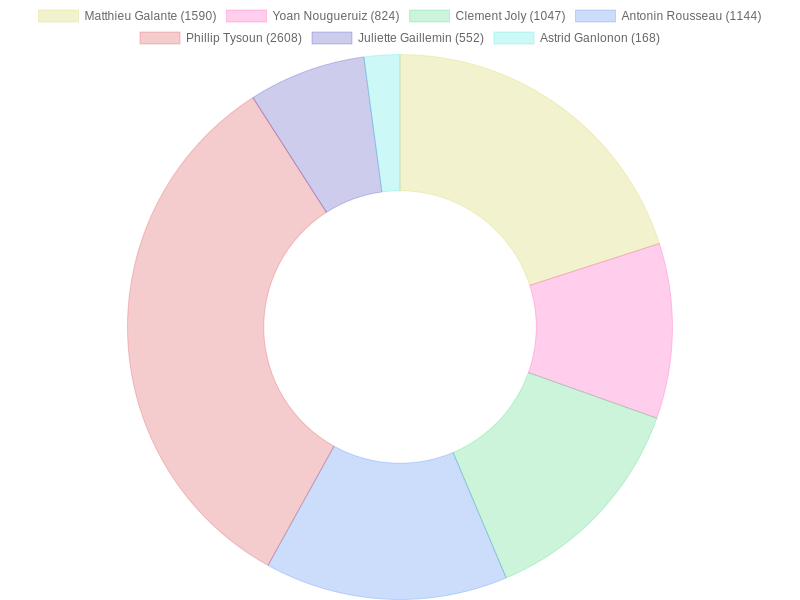 Matthieu Galante (1590) Yoan Nougueruiz (824) Clement Joly (1047) Antonin Rousseau (1144)
Phillip Tysoun (2608) Juliette Gaillemin (552) Astrid Ganlonon (168)